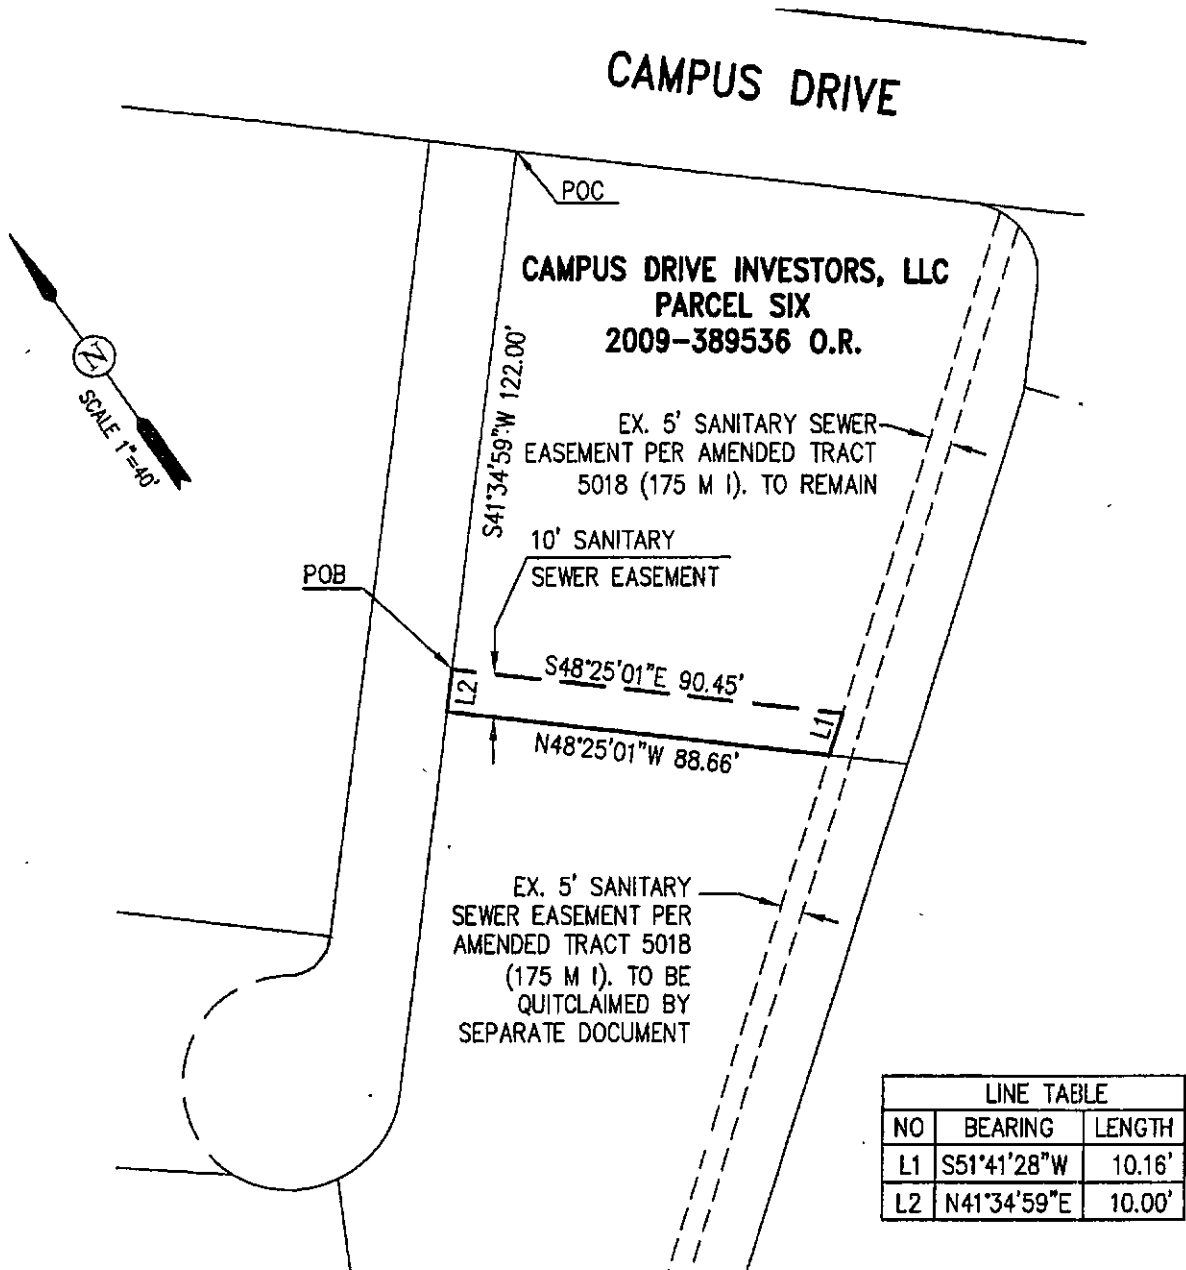 CAMPUS DRIVE
POC
CAMPUS DRIVE INVESTORS, LLC
PARCEL SIX
2009-389536 O.R.
N
SCALE 1"=40'
S41°34'59"W 122.00'
EX. 5' SANITARY SEWER
EASEMENT PER AMENDED TRACT
5018 (175 M I). TO REMAIN
10' SANITARY
SEWER EASEMENT
POB
S48°25'01"E 90.45'
L2
L1
N48°25'01"W 88.66'
EX. 5' SANITARY
SEWER EASEMENT PER
AMENDED TRACT 5018
(175 M I). TO BE
QUITCLAIMED BY
SEPARATE DOCUMENT
LINE TABLE
NO BEARING LENGTH
L1 S51°41'28"W 10.16'
L2 N41°34'59"E 10.00'